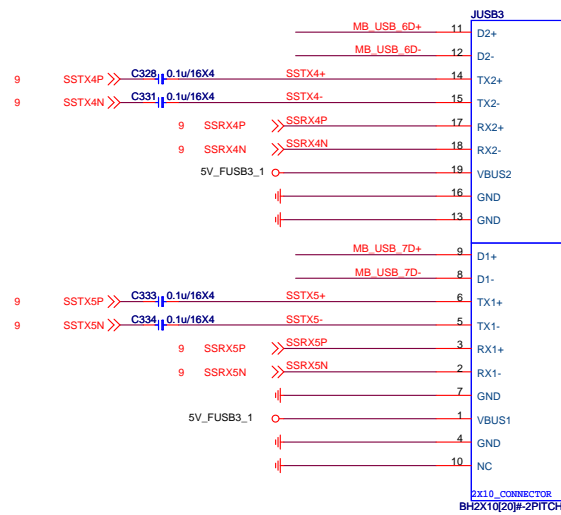 JUSB3
MB_USB_6D+ 11 D2+
MB_USB_6D- 12 D2-
9 SSTX4P C328 0.1u/16X4 SSTX4+ 14 TX2+
9 SSTX4N C331 0.1u/16X4 SSTX4- 15 TX2-
9 SSRX4P SSRX4P 17 RX2+
9 SSRX4N SSRX4N 18 RX2-
5V_FUSB3_1 19 VBUS2
16 GND
13 GND
MB_USB_7D+ 9 D1+
MB_USB_7D- 8 D1-
9 SSTX5P C333 0.1u/16X4 SSTX5+ 6 TX1+
9 SSTX5N C334 0.1u/16X4 SSTX5- 5 TX1-
9 SSRX5P SSRX5P 3 RX1+
9 SSRX5N SSRX5N 2 RX1-
7 GND
5V_FUSB3_1 1 VBUS1
4 GND
10 NC
2X10_CONNECTOR
BH2X10[20]#-2PITCH